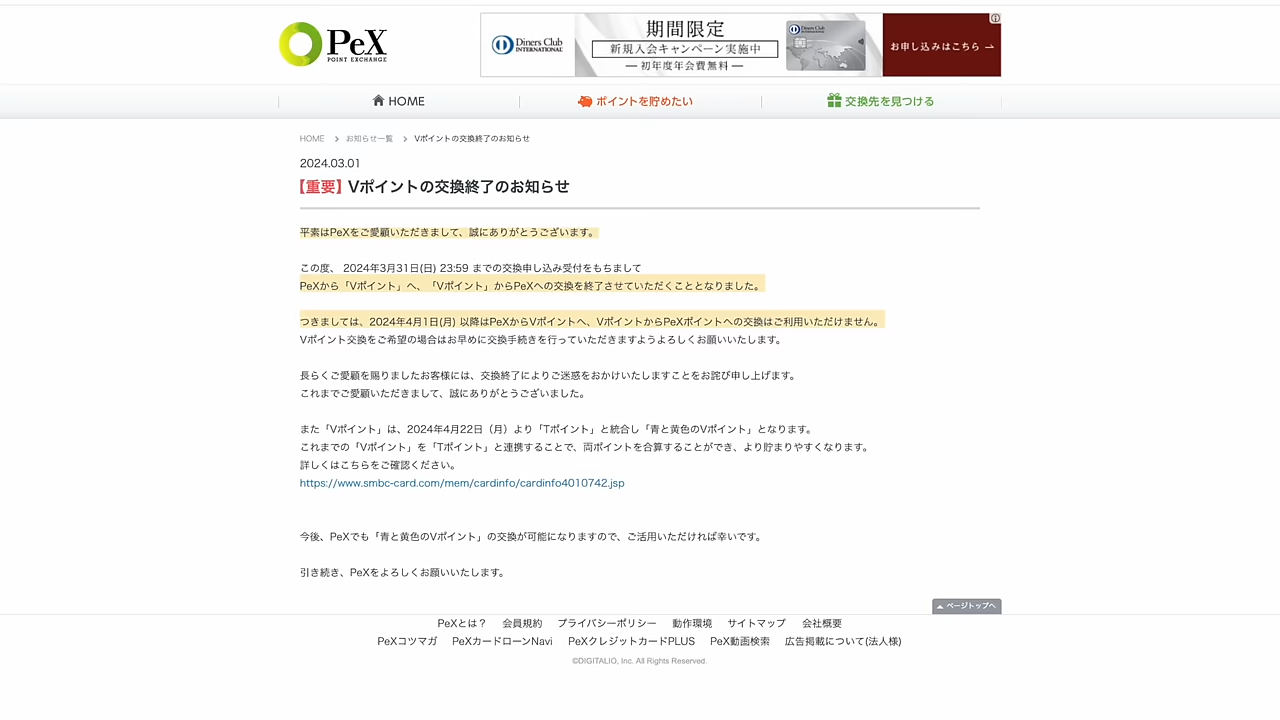 PeX
POINT EXCHANGE
Diners Club
INTERNATIONAL
期間限定
新規入会キャンペーン実施中
初年度年会費無料
Diners Club
INTERNATIONAL
お申し込みはこちら →
HOME
ポイントを貯めたい
交換先を見つける
HOME > お知らせ一覧 > Vポイントの交換終了のお知らせ
2024.03.01
【重要】Vポイントの交換終了のお知らせ
平素はPeXをご愛顧いただきまして、誠にありがとうございます。
この度、 2024年3月31日(日) 23:59 までの交換申し込み受付をもちまして
PeXから「Vポイント」へ、「Vポイント」からPeXへの交換を終了させていただくこととなりました。
つきましては、2024年4月1日(月) 以降はPeXからVポイントへ、VポイントからPeXポイントへの交換はご利用いただけません。
Vポイント交換をご希望の場合はお早めに交換手続きを行っていただきますようよろしくお願いいたします。
長らくご愛顧を賜りましたお客様には、交換終了によりご迷惑をおかけいたしますことをお詫び申し上げます。
これまでご愛顧いただきまして、誠にありがとうございました。
また「Vポイント」は、2024年4月22日（月）より「Tポイント」と統合し「青と黄色のVポイント」となります。
これまでの「Vポイント」を「Tポイント」と連携することで、両ポイントを合算することができ、より貯まりやすくなります。
詳しくはこちらをご確認ください。
https://www.smbc-card.com/mem/cardinfo/cardinfo4010742.jsp
今後、PeXでも「青と黄色のVポイント」の交換が可能になりますので、ご活用いただければ幸いです。
引き続き、PeXをよろしくお願いいたします。
ページトップへ
PeXとは？ 会員規約 プライバシーポリシー 動作環境 サイトマップ 会社概要
PeXコツマガ PeXカードローンNavi PeXクレジットカードPLUS PeX動画検索 広告掲載について(法人様)
©DIGITALIO, Inc. All Rights Reserved.